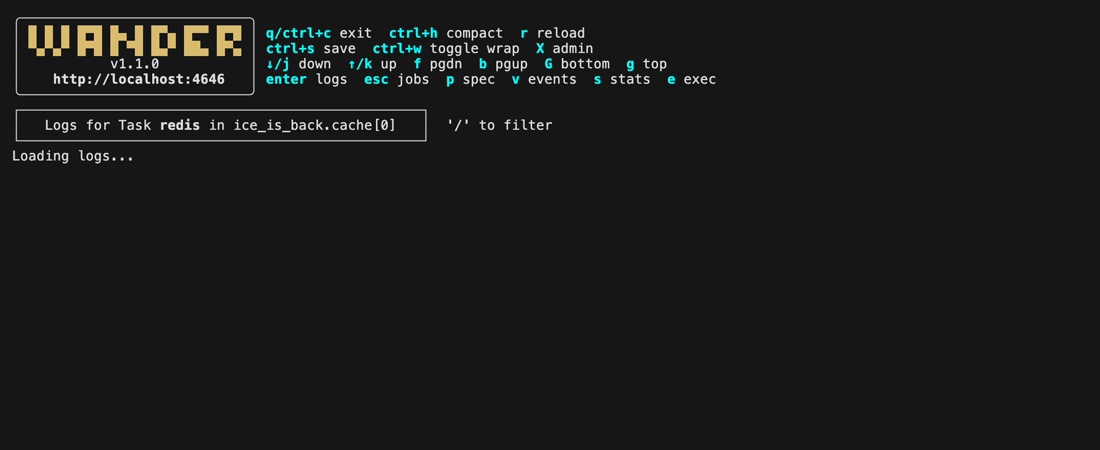 WANDER
v1.1.0
http://localhost:4646
q/ctrl+c exit  ctrl+h compact  r reload
ctrl+s save  ctrl+w toggle wrap  X admin
↓/j down  ↑/k up  f pgdn  b pgup  G bottom  g top
enter logs  esc jobs  p spec  v events  s stats  e exec
Logs for Task redis in ice_is_back.cache[0]
'/' to filter
Loading logs...